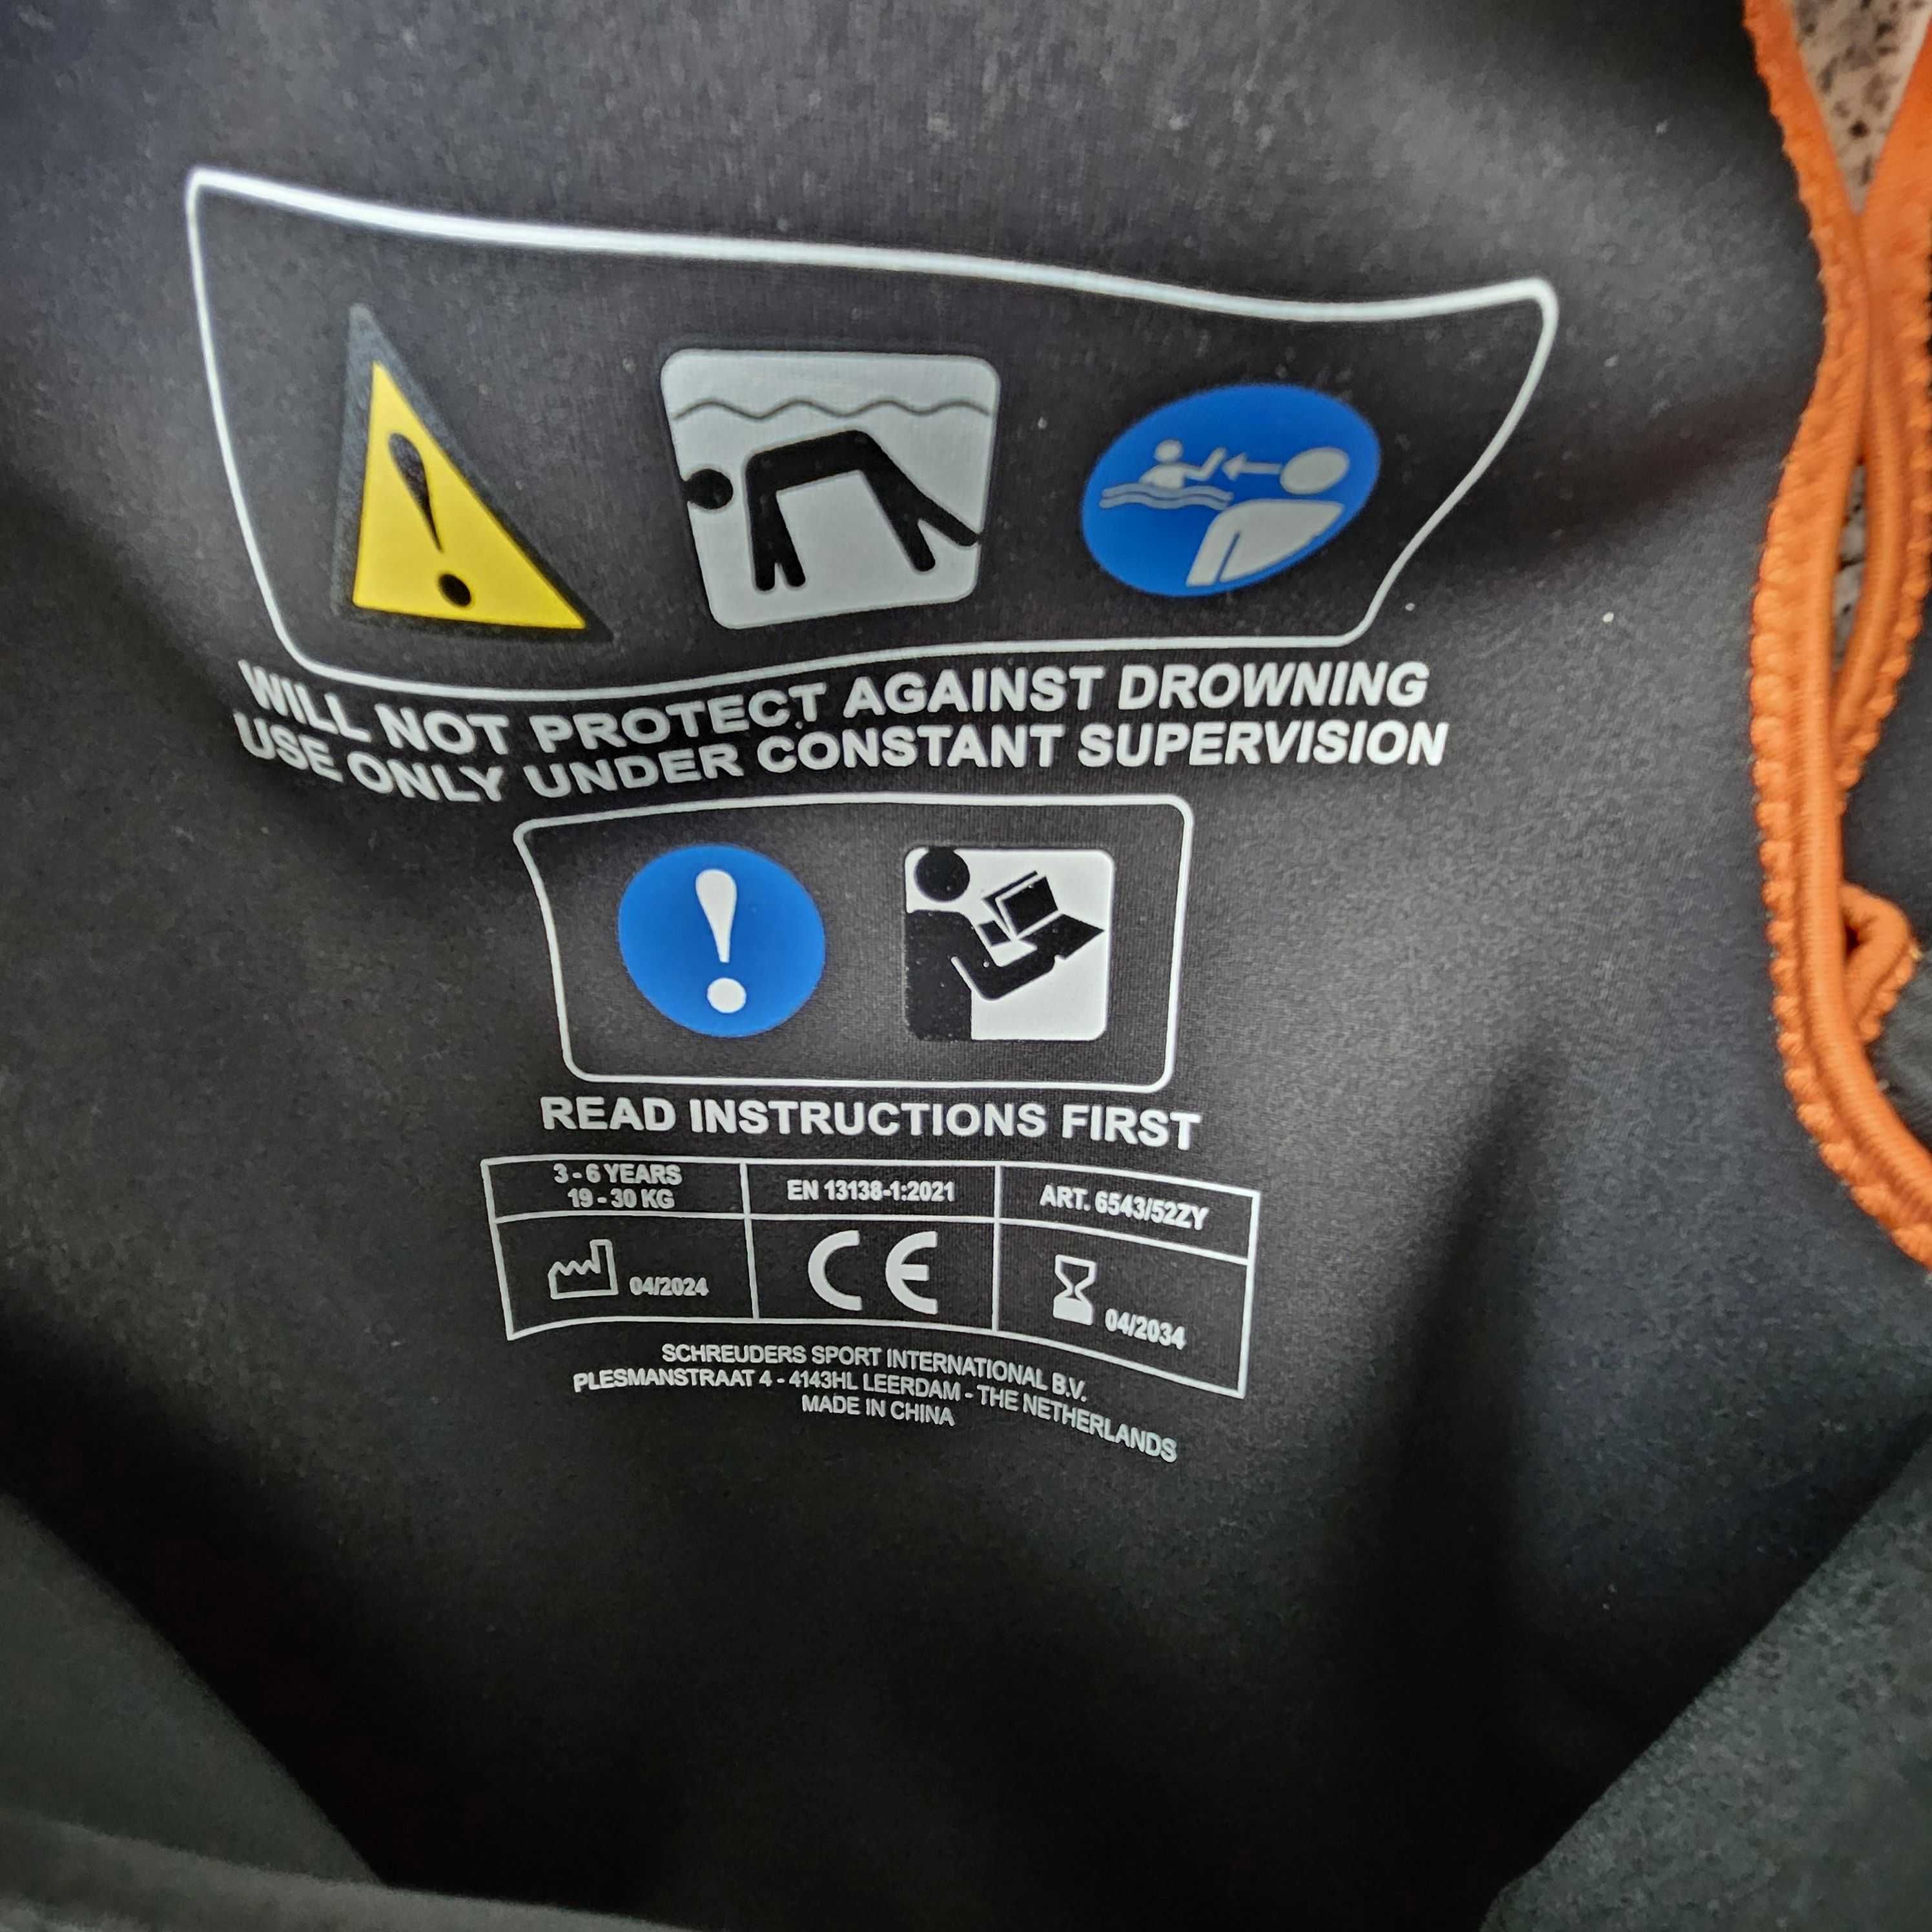 WILL NOT PROTECT AGAINST DROWNING
USE ONLY UNDER CONSTANT SUPERVISION
READ INSTRUCTIONS FIRST
3 - 6 YEARS
19 - 30 KG
EN 13138-1:2021
ART. 6543/52ZY
04/2024
CE
04/2034
SCHREUDERS SPORT INTERNATIONAL B.V.
PLESMANSTRAAT 4 - 4143HL LEERDAM - THE NETHERLANDS
MADE IN CHINA